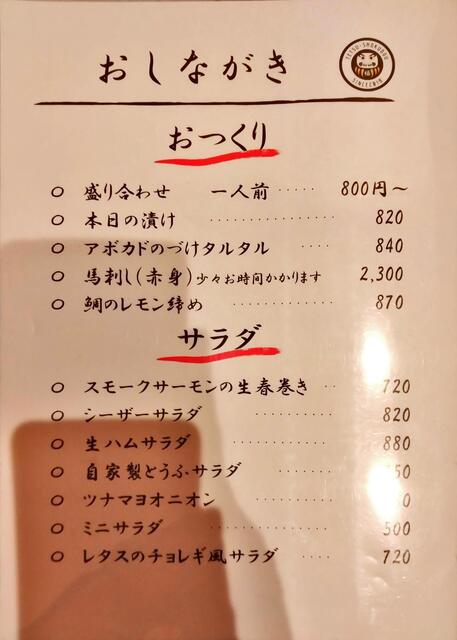 おしながき
TETSU-SHOKUDOU
おつくり
○ 盛り合わせ 一人前 ····· 800円～
○ 本日の漬け ··············· 820
○ アボカドのづけタルタル ···· 840
○ 馬刺し(赤身)少々お時間かかります 2,300
○ 鯛のレモン締め ········ 870
サラダ
○ スモークサーモンの生春巻き ·· 720
○ シーザーサラダ ·········· 820
○ 生ハムサラダ ············ 880
○ 自家製とうふサラダ ········
○ ツナマヨオニオン ··········
○ ミニサラダ ··············· 500
○ レタスのチョレギ風サラダ ···· 720